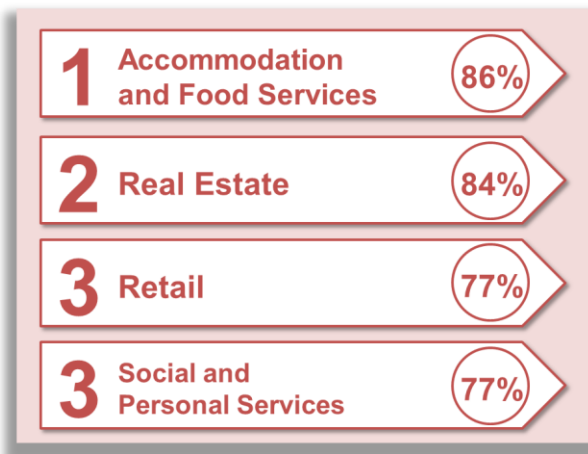 1
Accommodation
and Food Services
86%
2
Real Estate
84%
3
Retail
77%
3
Social and
Personal Services
77%